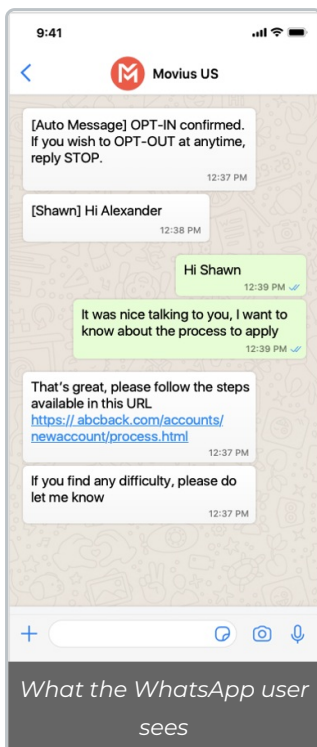 9:41
Movius US
[Auto Message] OPT-IN confirmed.
If you wish to OPT-OUT at anytime,
reply STOP.
12:37 PM
[Shawn] Hi Alexander
12:38 PM
Hi Shawn
12:39 PM
It was nice talking to you, I want to
know about the process to apply
12:39 PM
That's great, please follow the steps
available in this URL
https:// abcback.com/accounts/
newaccount/process.html
12:37 PM
If you find any difficulty, please do
let me know
12:37 PM
What the WhatsApp user
sees